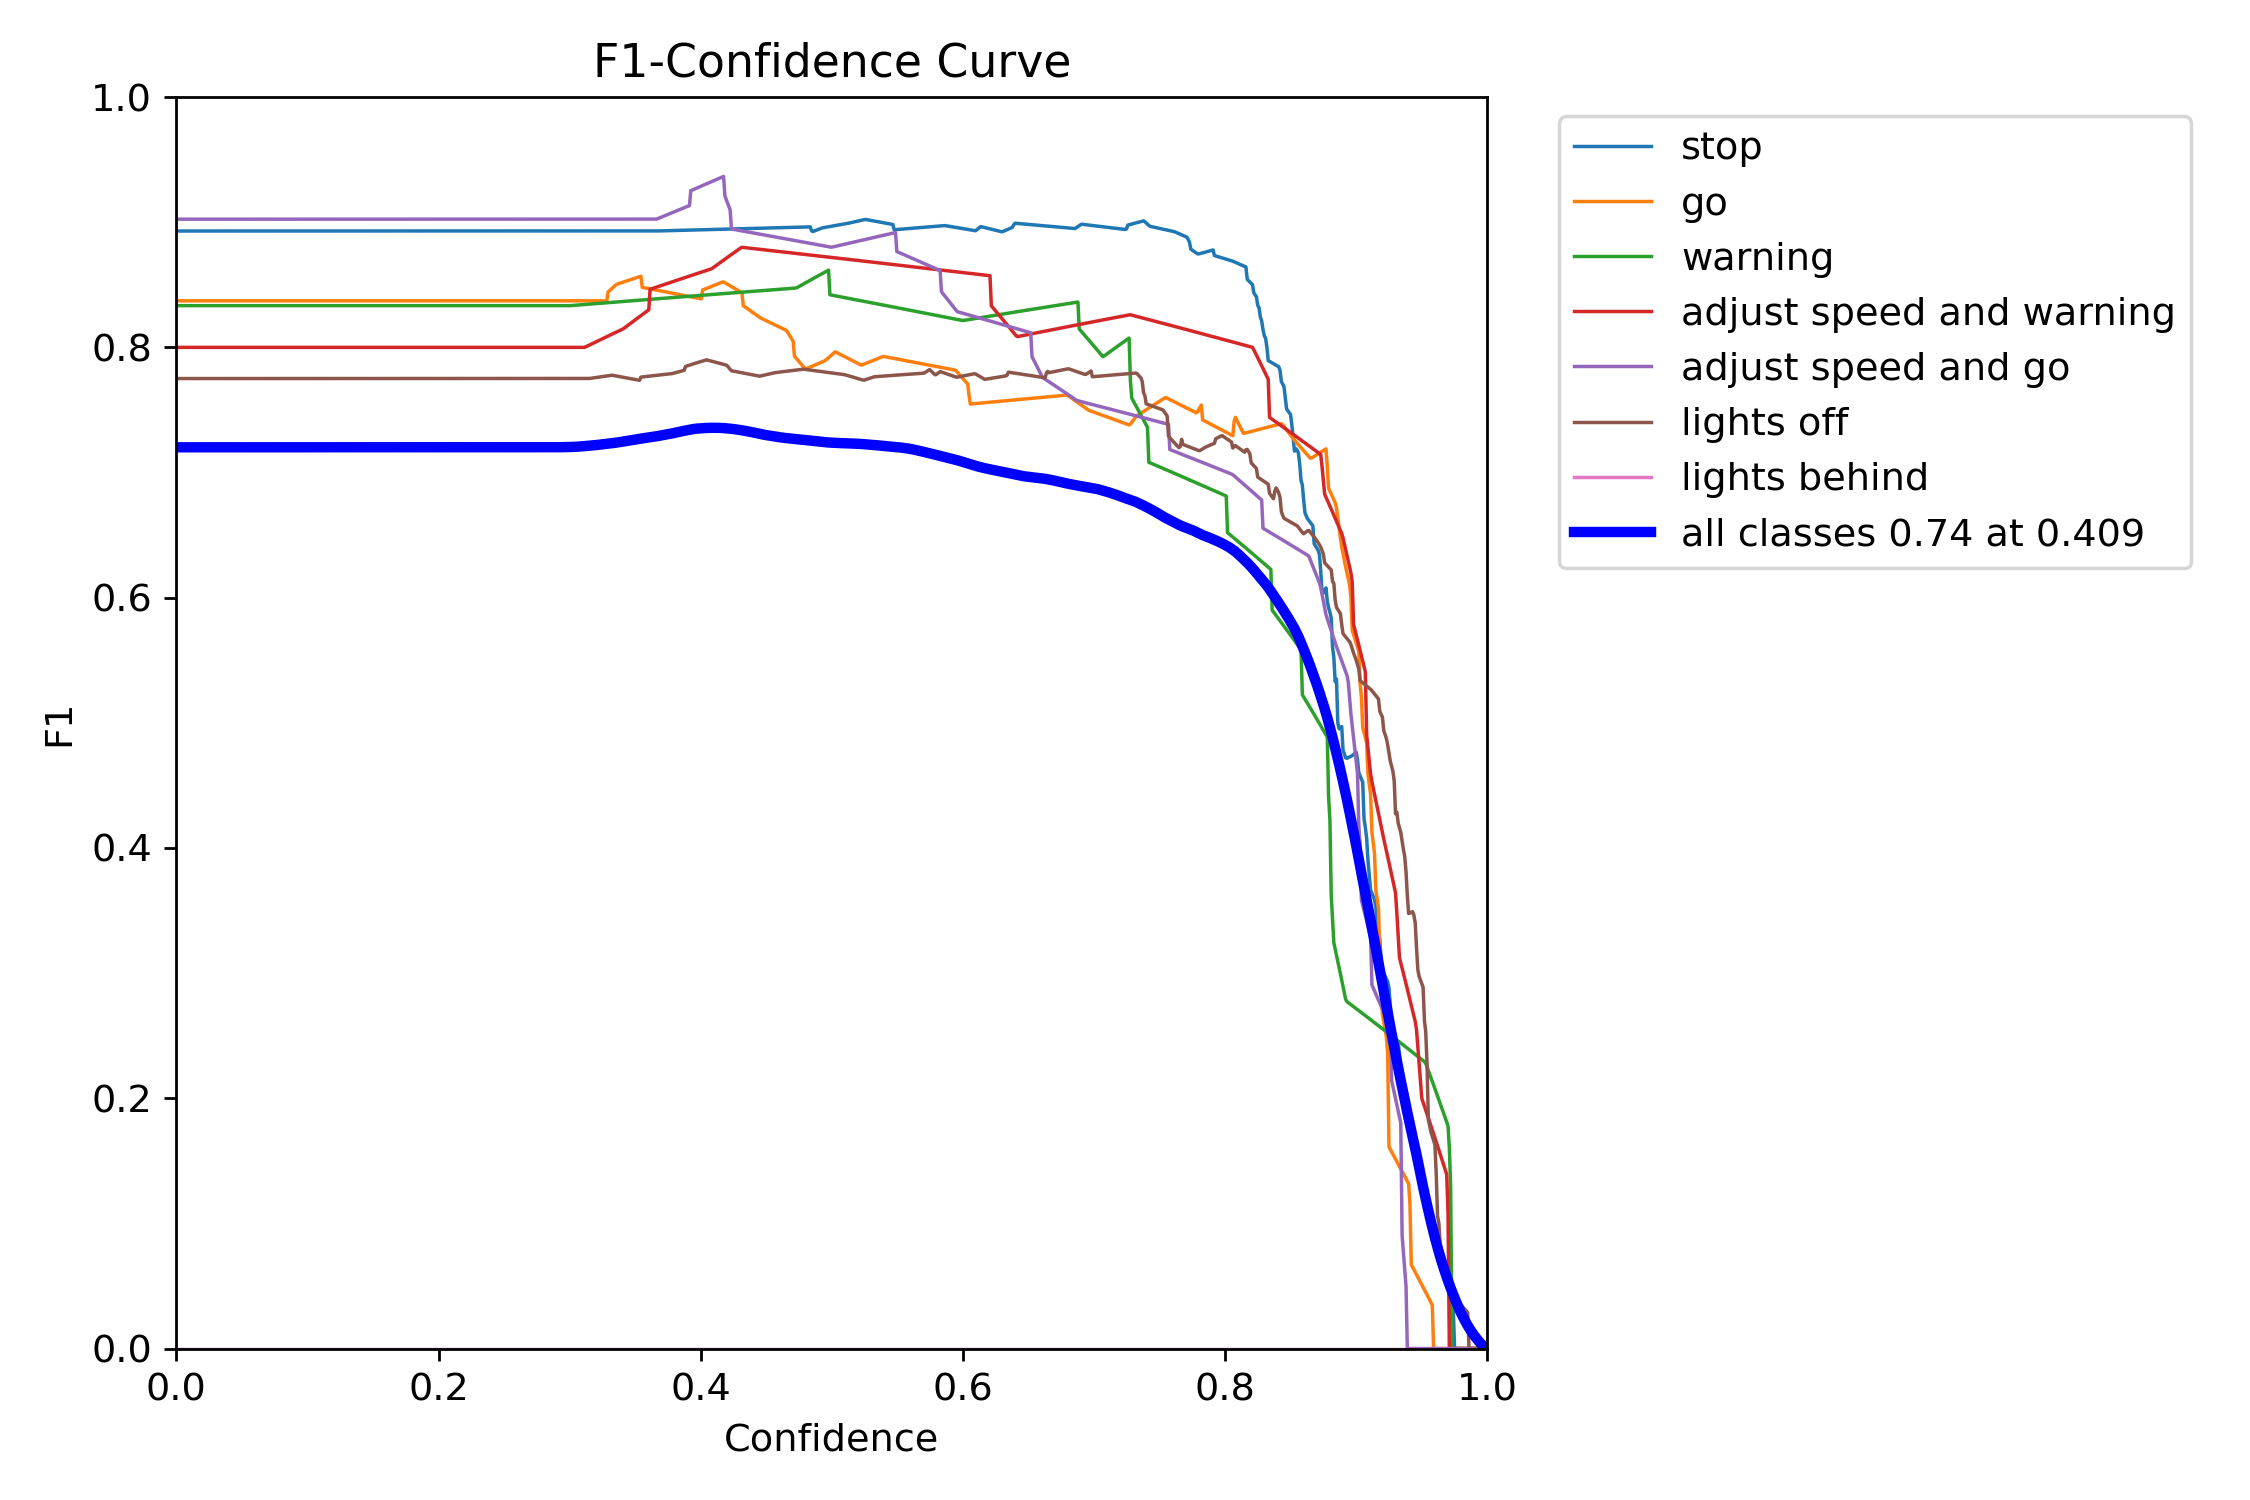 F1-Confidence Curve
1.0
0.8
0.6
0.4
0.2
0.0
F1
0.0 0.2 0.4 0.6 0.8 1.0
Confidence
stop
go
warning
adjust speed and warning
adjust speed and go
lights off
lights behind
all classes 0.74 at 0.409